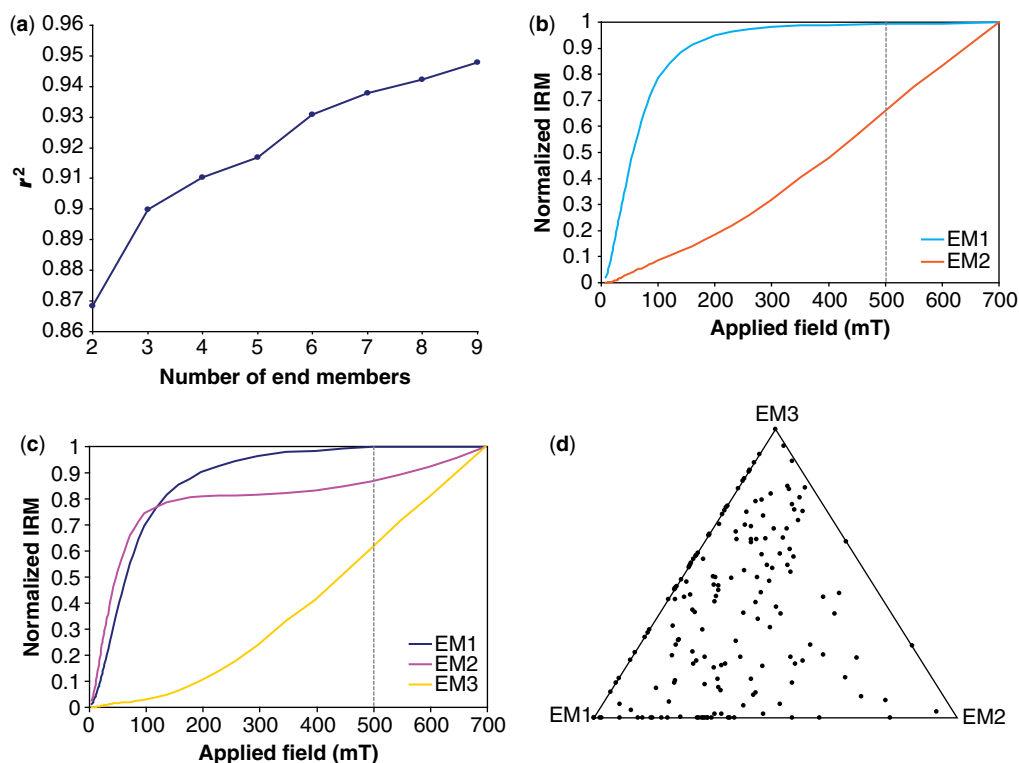 (a)
0.96
0.95
0.94
0.93
0.92
0.91
0.9
0.89
0.88
0.87
0.86
r²
2 3 4 5 6 7 8 9
Number of end members
(b)
1
0.9
0.8
0.7
0.6
0.5
0.4
0.3
0.2
0.1
0
Normalized IRM
EM1
EM2
0 100 200 300 400 500 600 700
Applied field (mT)
(c)
1
0.9
0.8
0.7
0.6
0.5
0.4
0.3
0.2
0.1
0
Normalized IRM
EM1
EM2
EM3
0 100 200 300 400 500 600 700
Applied field (mT)
(d)
EM3
EM1
EM2